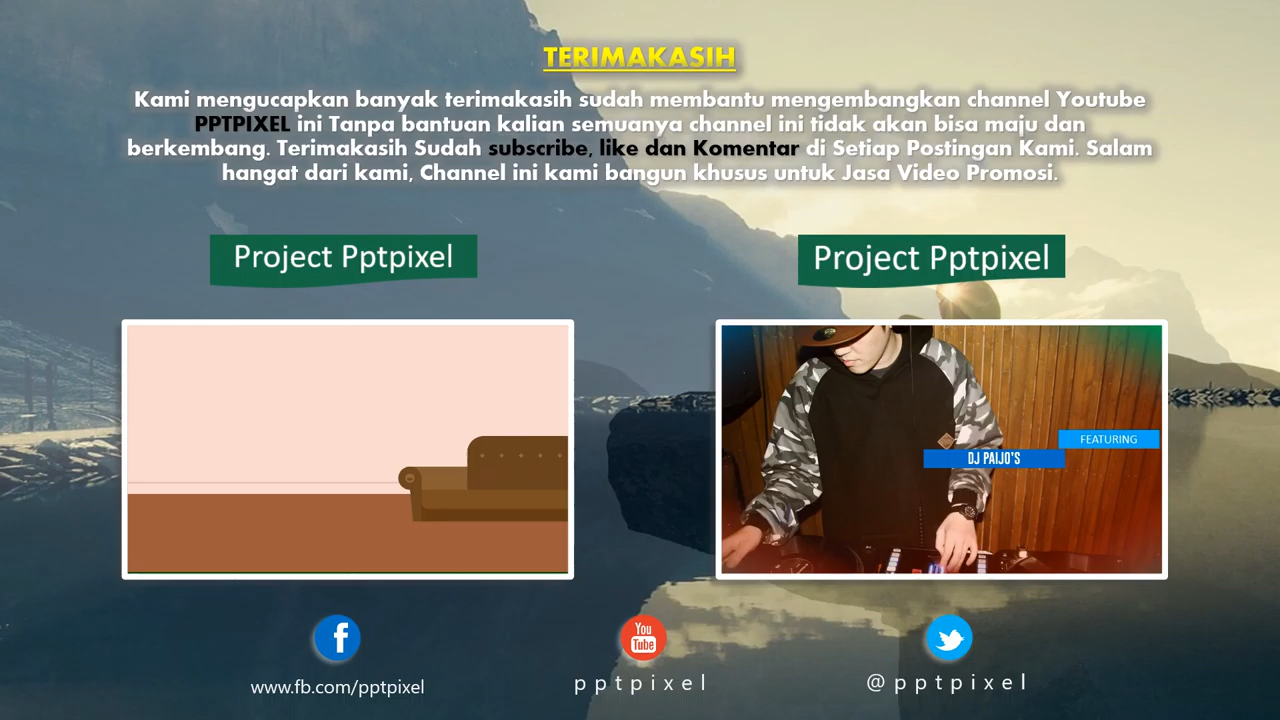 TERIMAKASIH
Kami mengucapkan banyak terimakasih sudah membantu mengembangkan channel Youtube
PPTPIXEL ini Tanpa bantuan kalian semuanya channel ini tidak akan bisa maju dan
berkembang. Terimakasih Sudah subscribe, like dan Komentar di Setiap Postingan Kami. Salam
hangat dari kami, Channel ini kami bangun khusus untuk Jasa Video Promosi.
Project Pptpixel
Project Pptpixel
FEATURING
DJ PAIJO'S
f
You
Tube
www.fb.com/pptpixel
pptpixel
@pptpixel